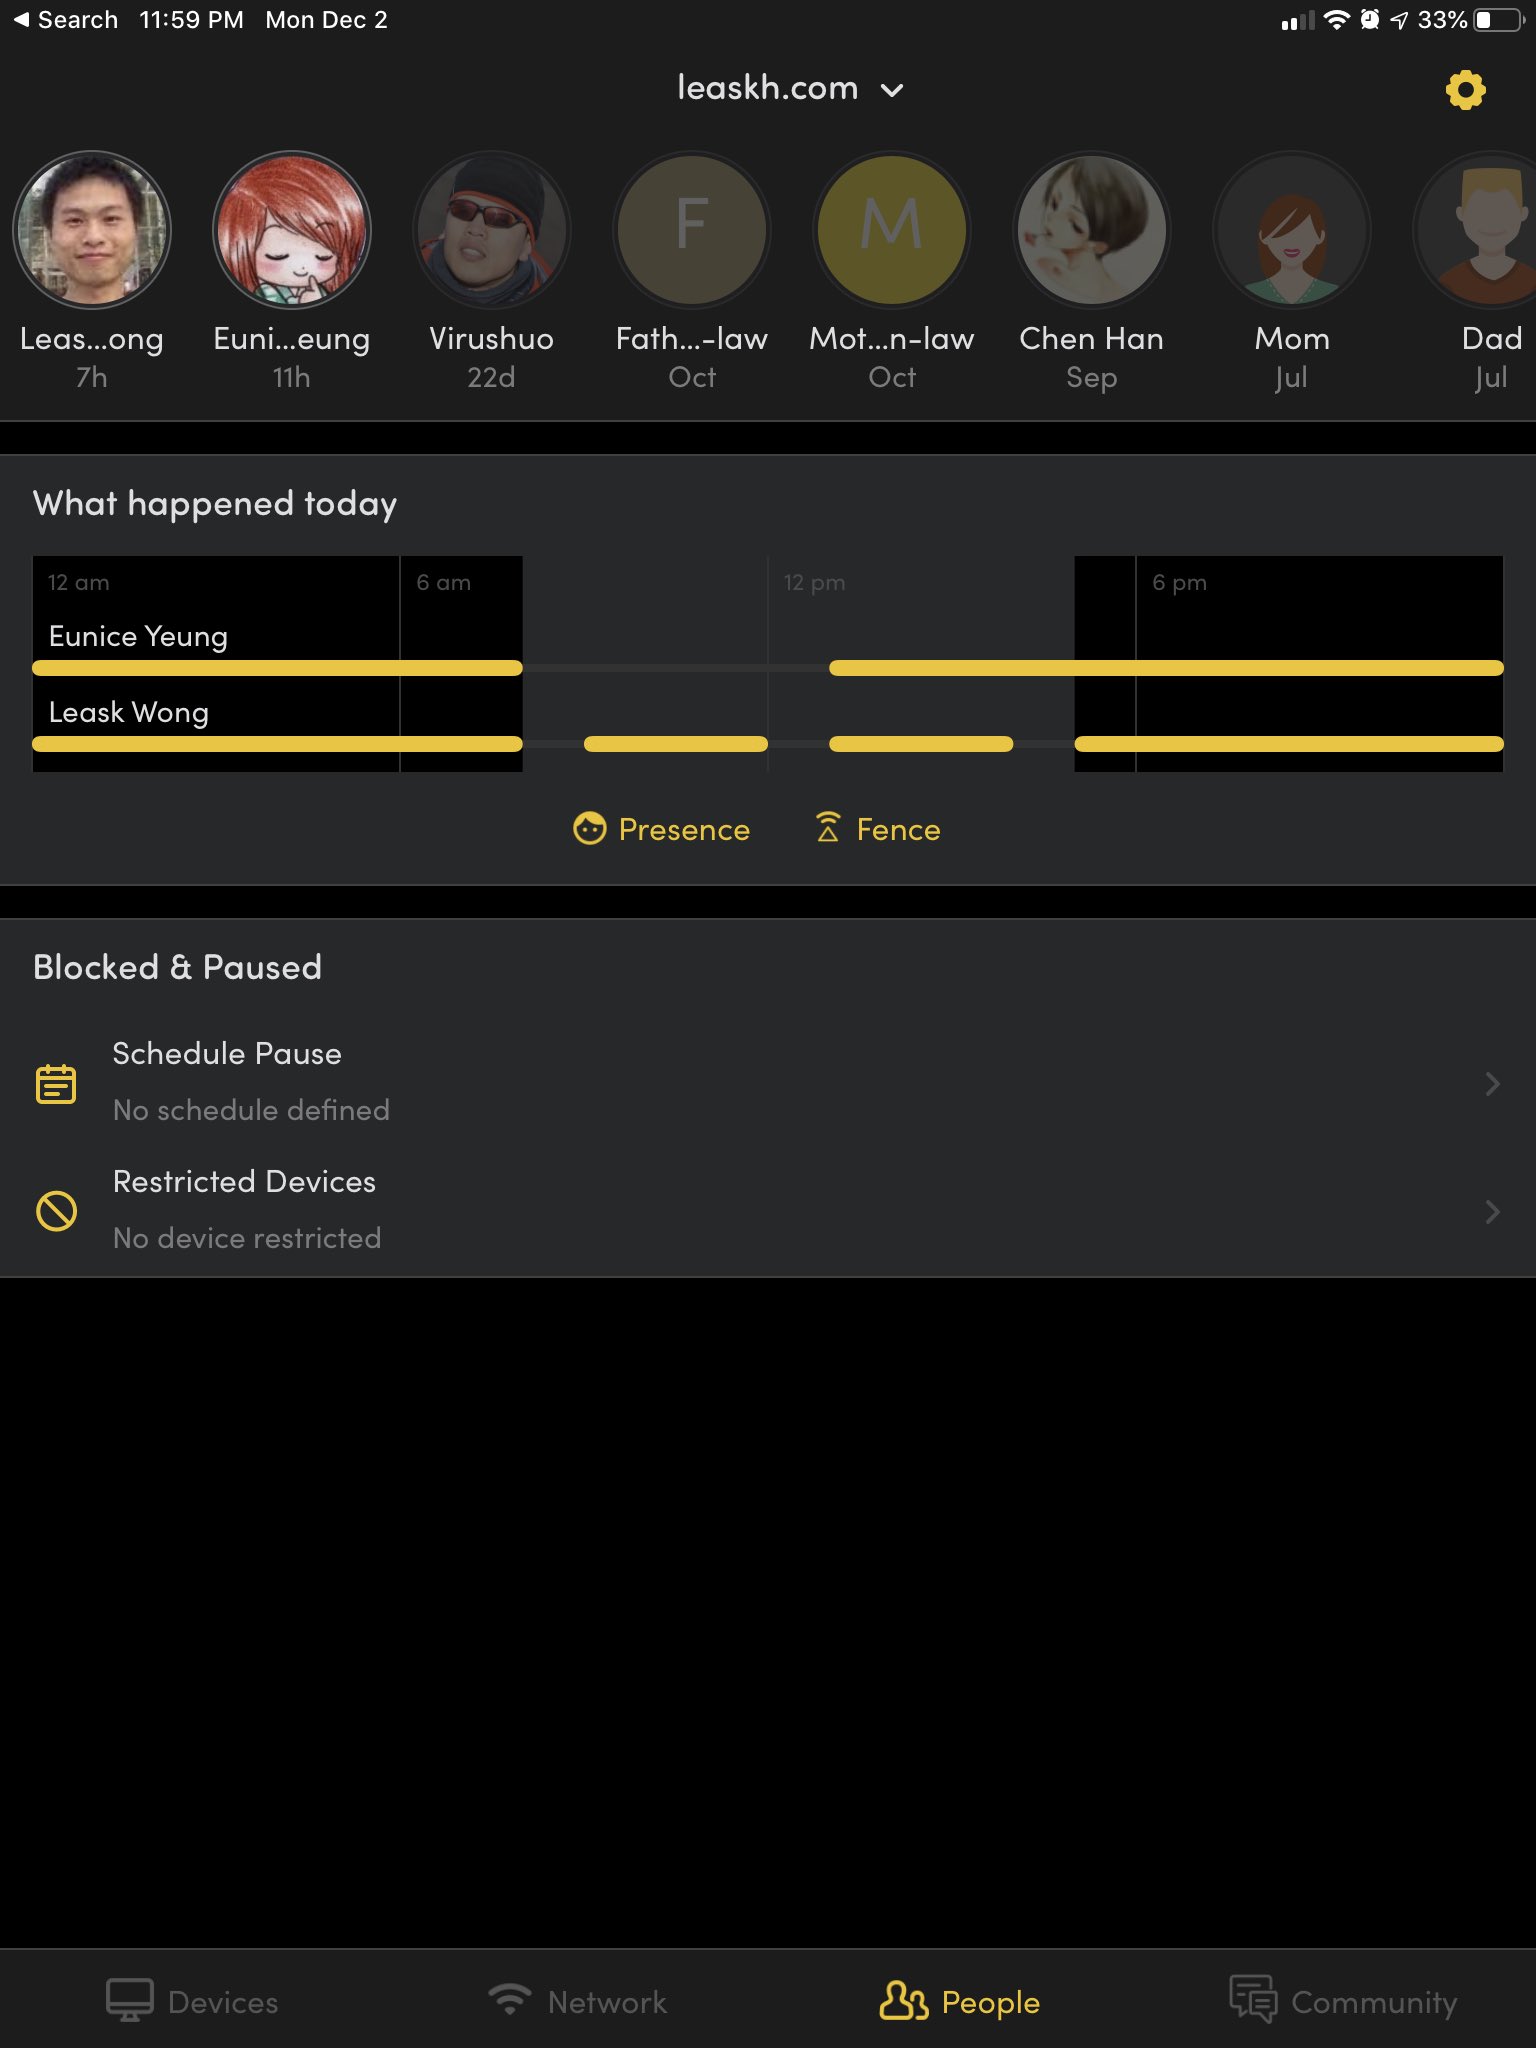 Search 11:59 PM Mon Dec 2 33%
leaskh.com
F M
Leas...ong Euni...eung Virushuo Fath...-law Mot...n-law Chen Han Mom Dad
7h 11h 22d Oct Oct Sep Jul Jul
What happened today
12 am 6 am 12 pm 6 pm
Eunice Yeung
Leask Wong
Presence Fence
Blocked & Paused
Schedule Pause
No schedule defined
Restricted Devices
No device restricted
Devices Network People Community